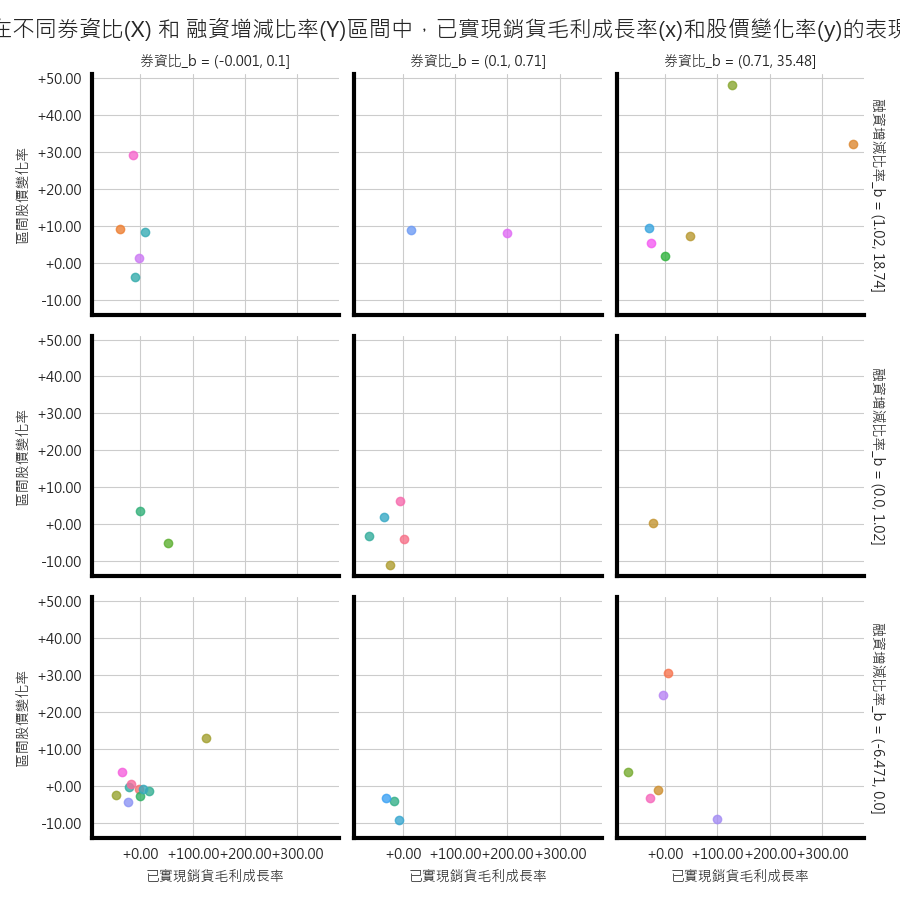 在不同券資比(X) 和 融資增減比率(Y)區間中，已實現銷貨毛利成長率(x)和股價變化率(y)的表現
券資比_b = (-0.001, 0.1]
券資比_b = (0.1, 0.71]
券資比_b = (0.71, 35.48]
+50.00
+40.00
+30.00
+20.00
+10.00
+0.00
-10.00
區間股價變化率
融資增減比率_b = (1.02, 18.74]
+50.00
+40.00
+30.00
+20.00
+10.00
+0.00
-10.00
區間股價變化率
融資增減比率_b = (0.0, 1.02]
+50.00
+40.00
+30.00
+20.00
+10.00
+0.00
-10.00
區間股價變化率
融資增減比率_b = (-6.471, 0.0]
+0.00 +100.00 +200.00 +300.00
+0.00 +100.00 +200.00 +300.00
+0.00 +100.00 +200.00 +300.00
已實現銷貨毛利成長率
已實現銷貨毛利成長率
已實現銷貨毛利成長率